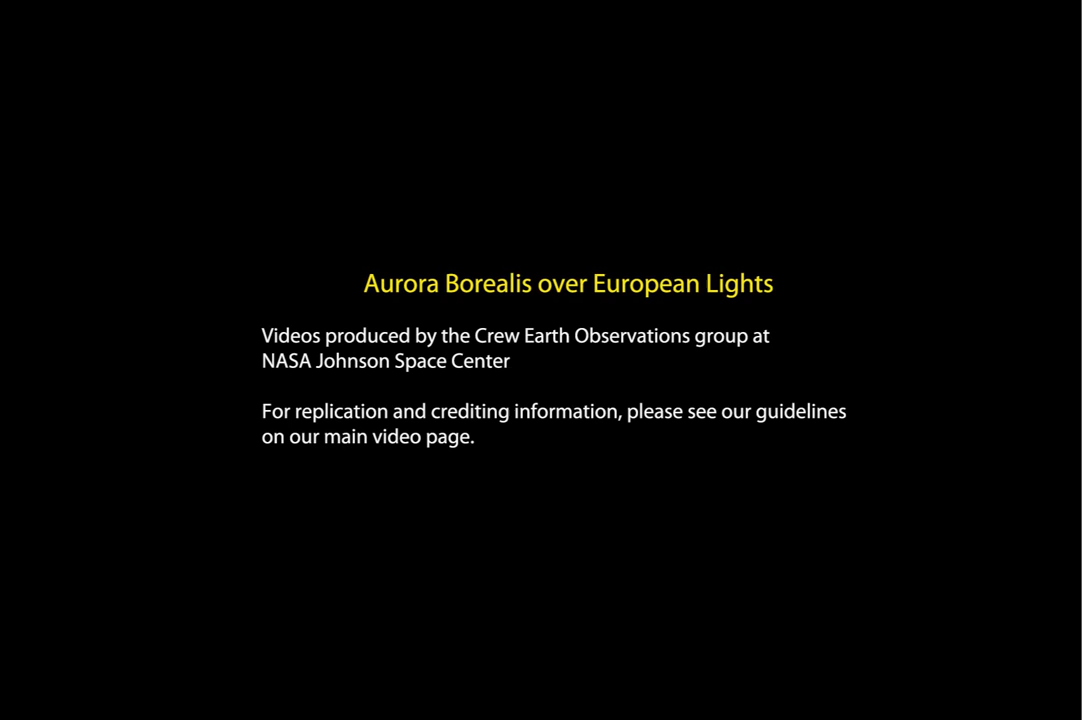 Aurora Borealis over European Lights
Videos produced by the Crew Earth Observations group at
NASA Johnson Space Center
For replication and crediting information, please see our guidelines
on our main video page.